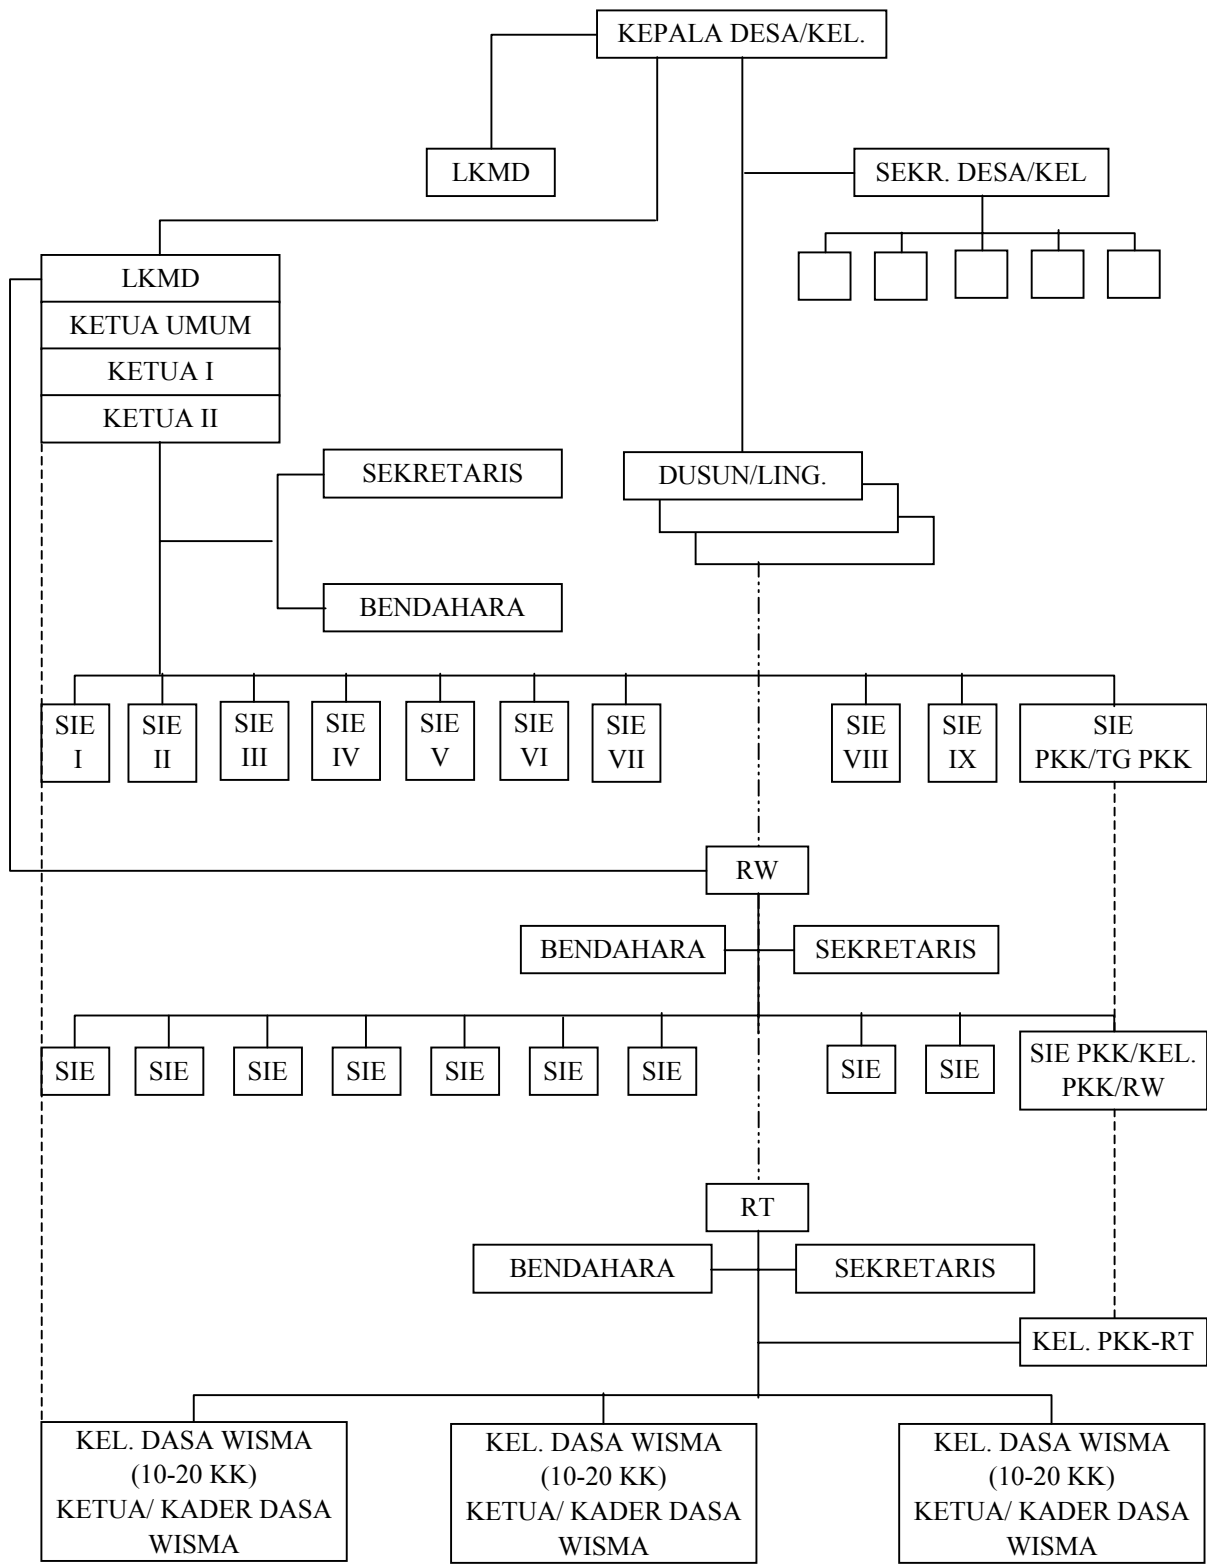 KEPALA DESA/KEL.
LKMD
SEKR. DESA/KEL
LKMD
KETUA UMUM
KETUA I
KETUA II
SEKRETARIS
DUSUN/LING.
BENDAHARA
SIE
I
SIE
II
SIE
III
SIE
IV
SIE
V
SIE
VI
SIE
VII
SIE
VIII
SIE
IX
SIE
PKK/TG PKK
RW
BENDAHARA
SEKRETARIS
SIE
SIE
SIE
SIE
SIE
SIE
SIE
SIE
SIE
SIE PKK/KEL.
PKK/RW
RT
BENDAHARA
SEKRETARIS
KEL. PKK-RT
KEL. DASA WISMA
(10-20 KK)
KETUA/ KADER DASA
WISMA
KEL. DASA WISMA
(10-20 KK)
KETUA/ KADER DASA
WISMA
KEL. DASA WISMA
(10-20 KK)
KETUA/ KADER DASA
WISMA